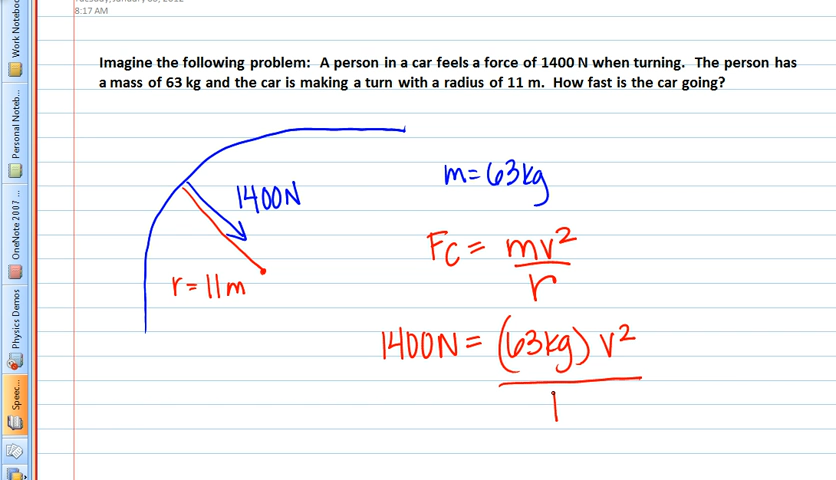 8:17 AM
Work Notebook
Personal Noteb...
OneNote 2007 ...
Physics Demos
Speec...
Imagine the following problem: A person in a car feels a force of 1400 N when turning. The person has
a mass of 63 kg and the car is making a turn with a radius of 11 m. How fast is the car going?
1400N
r = 11m
m = 63kg
Fc = mv²
r
1400N = (63kg) v²
1